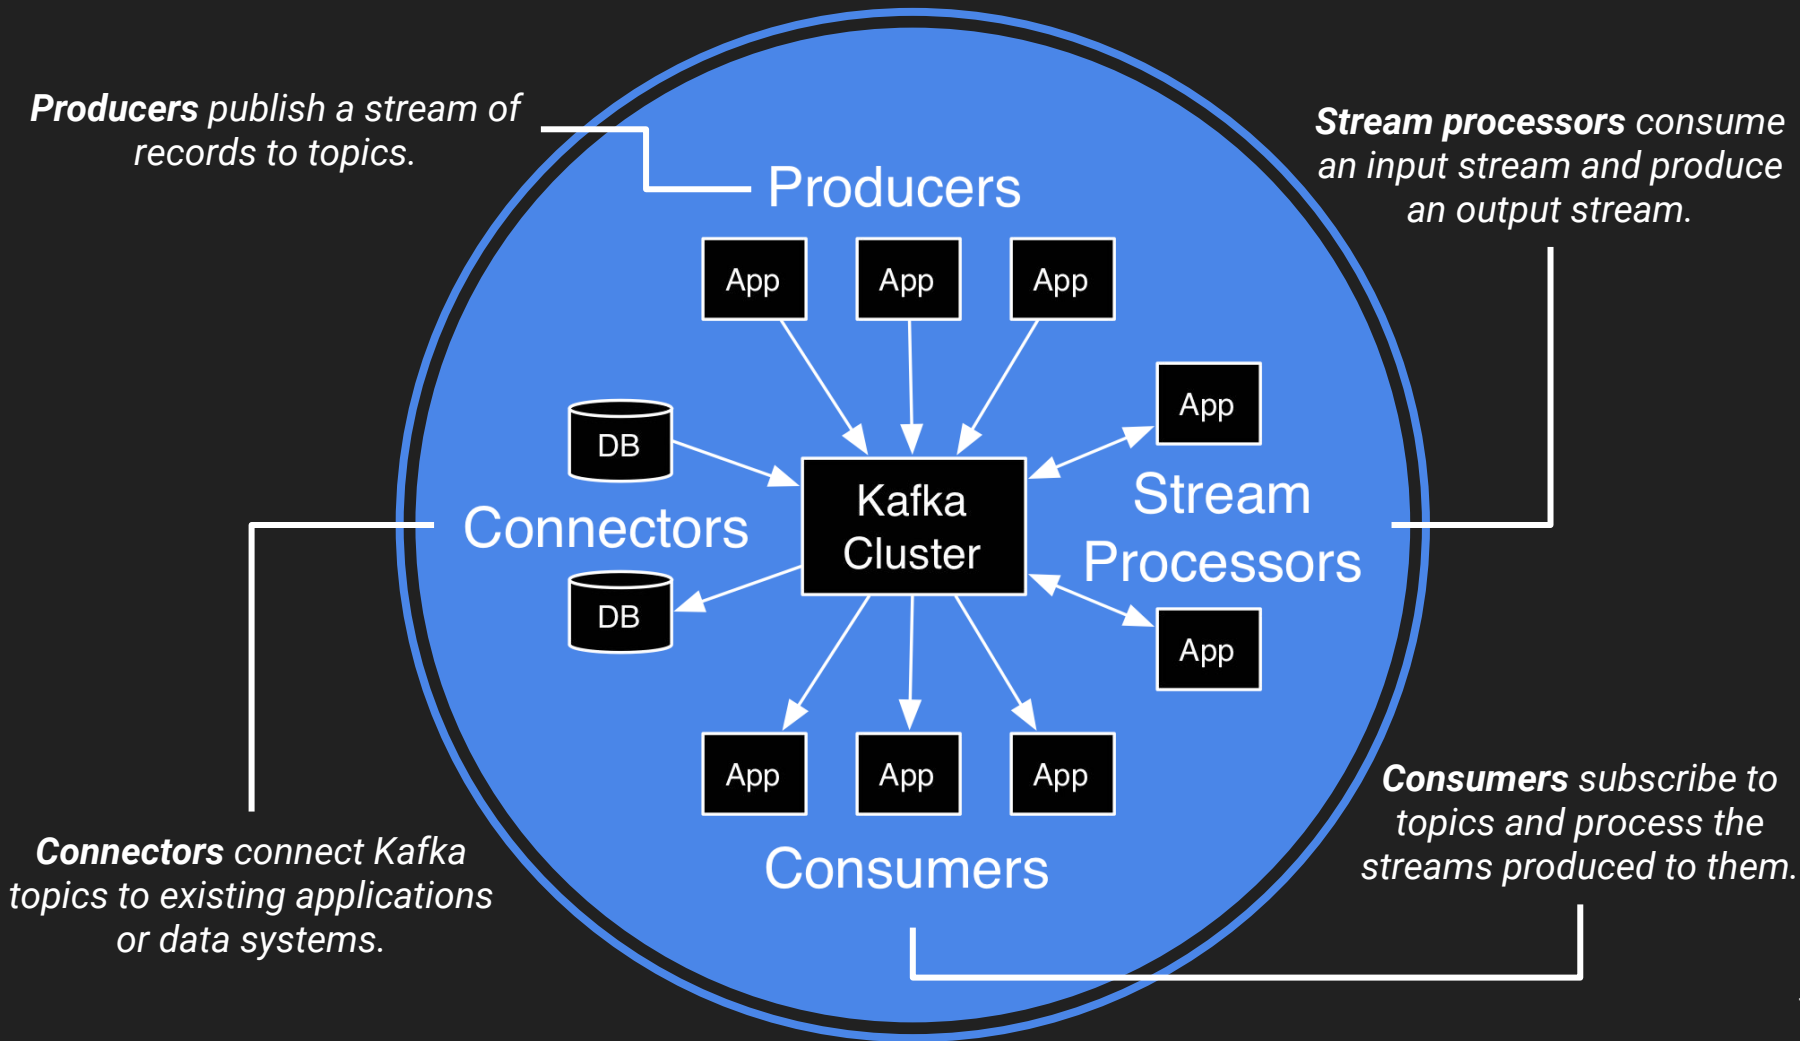 Producers publish a stream of
records to topics.
Stream processors consume
an input stream and produce
an output stream.
Producers
App
App
App
App
DB
Kafka
Cluster
Stream
Processors
Connectors
DB
App
App
App
App
Consumers
Connectors connect Kafka
topics to existing applications
or data systems.
Consumers subscribe to
topics and process the
streams produced to them.